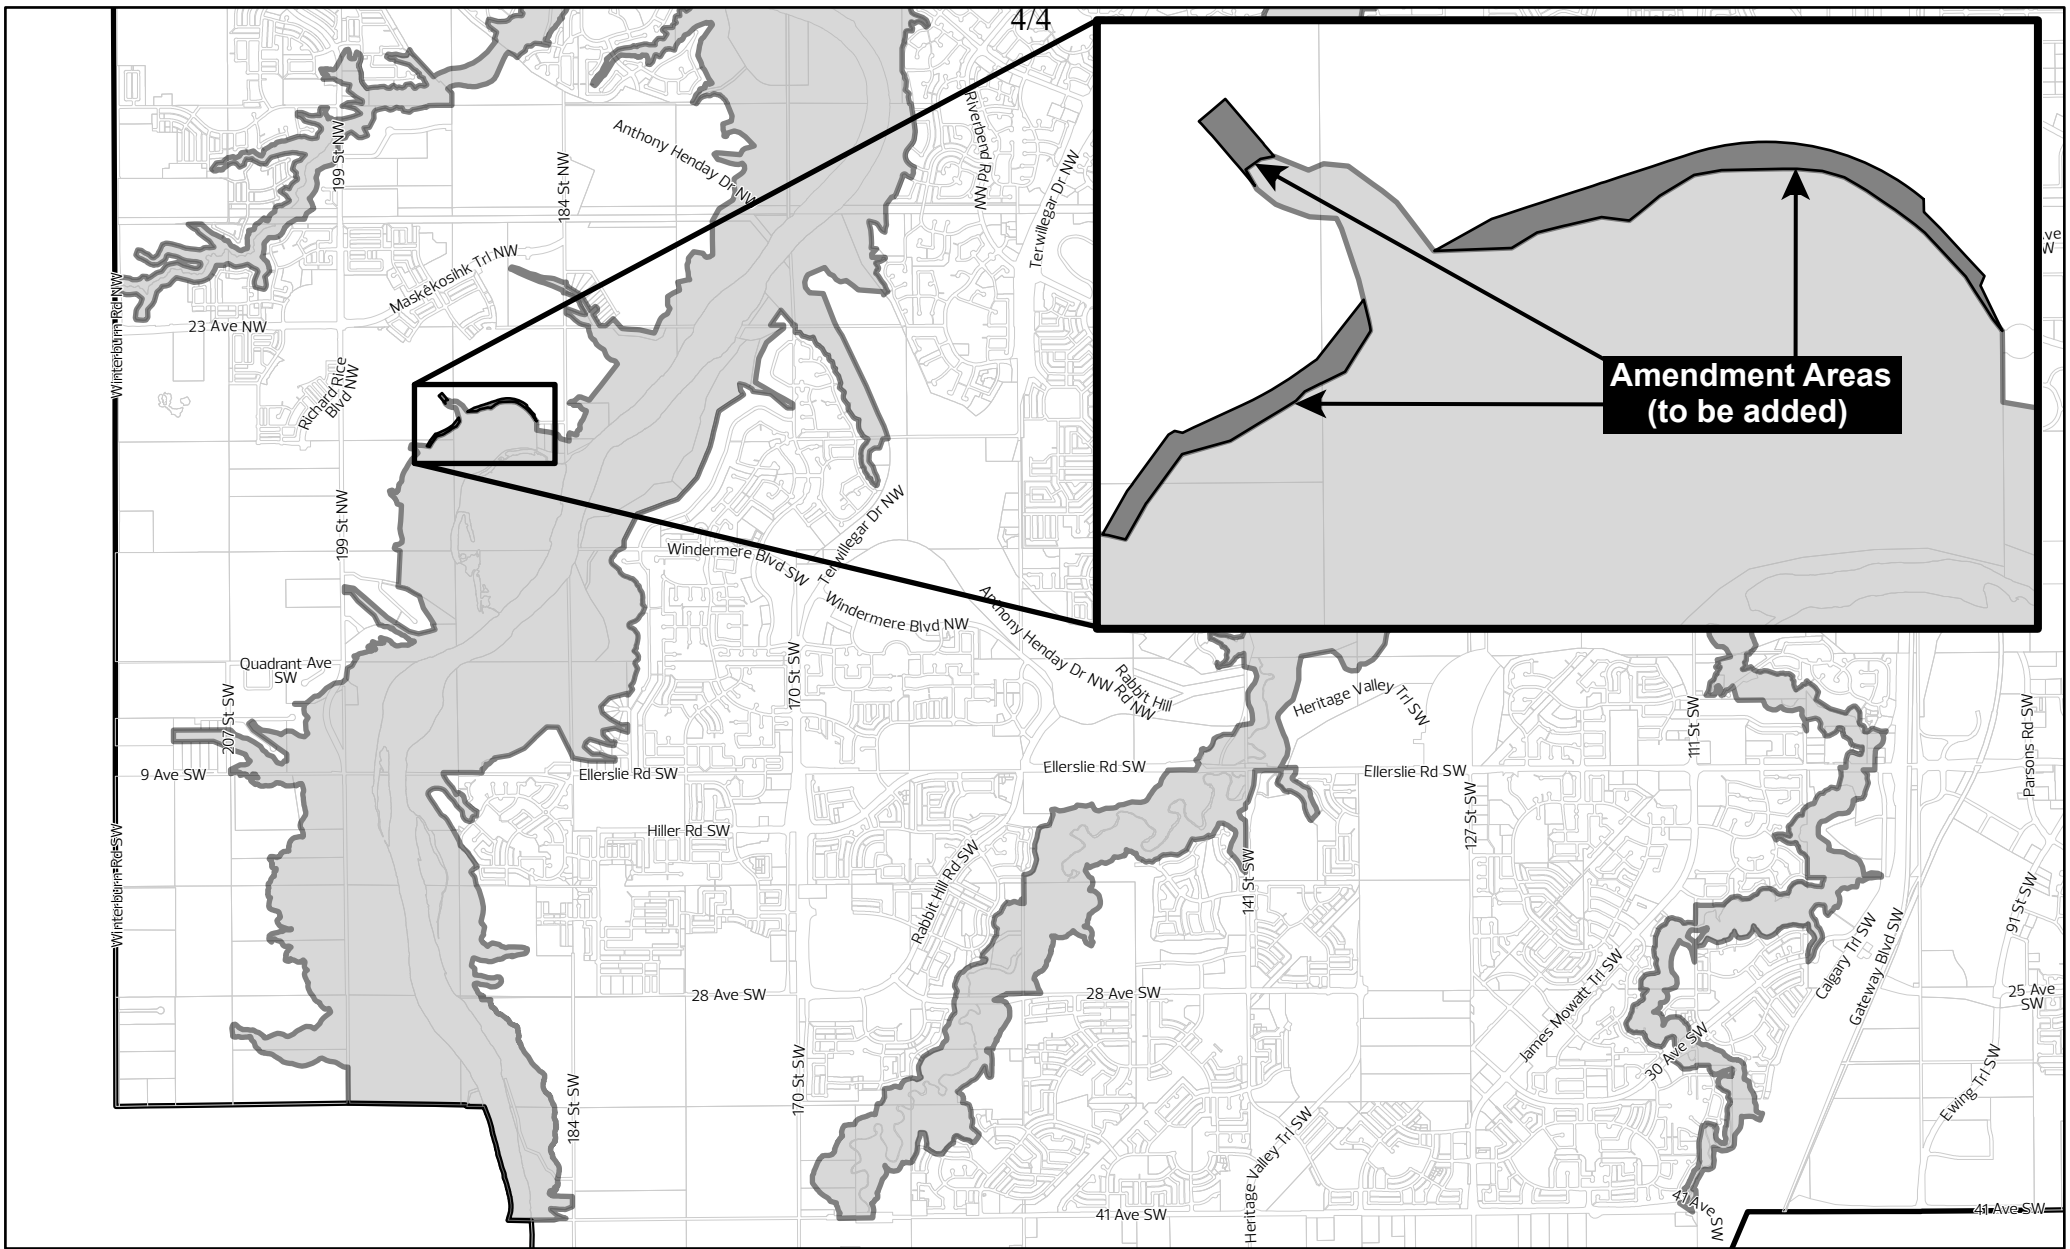 4/4
Anthony Henday Dr NW
Riverbend Rd NW
Terwillegar Dr NW
199 St NW
184 St NW
Maskêkosihk Trl NW
23 Ave NW
Winterburn Rd NW
Richard Rice
Blvd NW
Amendment Areas
(to be added)
199 St NW
Terwillegar Dr NW
Windermere Blvd SW
Windermere Blvd NW
Anthony Henday Dr NW
Rabbit Hill
Rd NW
Quadrant Ave
SW
207 St SW
170 St SW
Heritage Valley Trl SW
111 St SW
Parsons Rd SW
9 Ave SW
Ellerslie Rd SW
Ellerslie Rd SW
Ellerslie Rd SW
Hiller Rd SW
127 St SW
Winterburn Rd SW
Rabbit Hill Rd SW
141 St SW
91 St SW
Calgary Trl SW
Gateway Blvd SW
28 Ave SW
28 Ave SW
25 Ave
SW
James Mowatt Trl SW
30 Ave SW
Ewing Trl SW
184 St SW
170 St SW
Heritage Valley Trl SW
41 Ave SW
41 Ave
SW
41 Ave SW